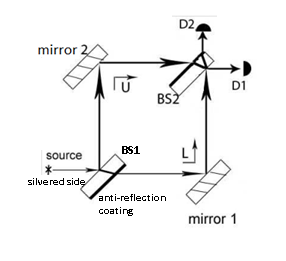 D2
mirror 2
U
BS2
D1
BS1
source
L
silvered side
anti-reflection
coating
mirror 1